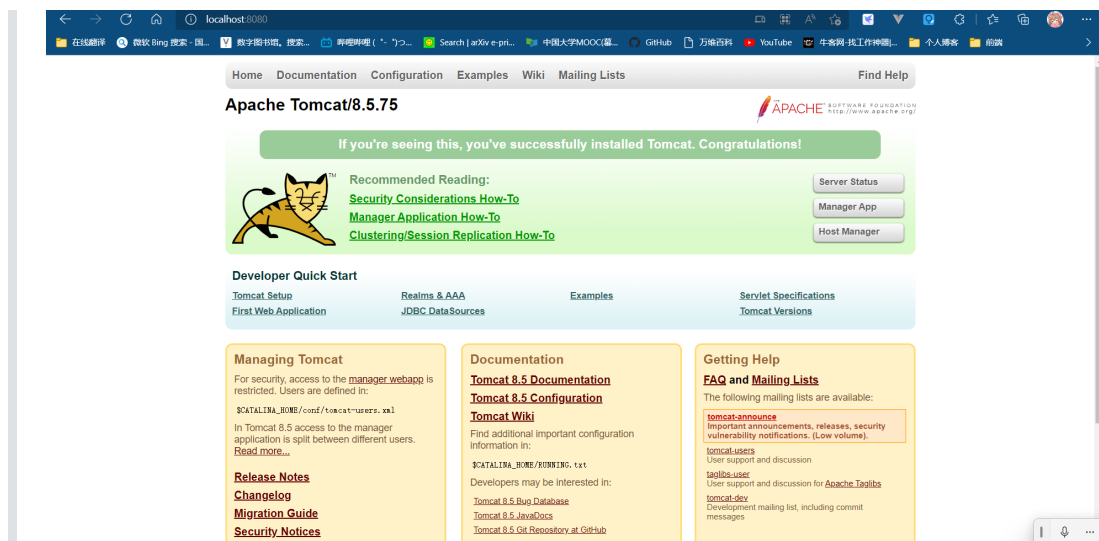 localhost:8080
在线翻译 微软 Bing 搜索 - 国... 数字图书馆。搜索... 哔哩哔哩 ( ゜- ゜)つ... Search | arXiv e-pri... 中国大学MOOC(慕... GitHub 万维百科 YouTube 牛客网-找工作神器|... 个人博客 前端
Home Documentation Configuration Examples Wiki Mailing Lists Find Help
Apache Tomcat/8.5.75
THE APACHE SOFTWARE FOUNDATION
http://www.apache.org/
If you're seeing this, you've successfully installed Tomcat. Congratulations!
TM
Recommended Reading:
Security Considerations How-To
Manager Application How-To
Clustering/Session Replication How-To
Server Status
Manager App
Host Manager
Developer Quick Start
Tomcat Setup Realms & AAA Examples Servlet Specifications
First Web Application JDBC DataSources Tomcat Versions
Managing Tomcat
For security, access to the manager webapp is
restricted. Users are defined in:
$CATALINA_HOME/conf/tomcat-users.xml
In Tomcat 8.5 access to the manager
application is split between different users.
Read more...
Release Notes
Changelog
Migration Guide
Security Notices
Documentation
Tomcat 8.5 Documentation
Tomcat 8.5 Configuration
Tomcat Wiki
Find additional important configuration
information in:
$CATALINA_HOME/RUNNING.txt
Developers may be interested in:
Tomcat 8.5 Bug Database
Tomcat 8.5 JavaDocs
Tomcat 8.5 Git Repository at GitHub
Getting Help
FAQ and Mailing Lists
The following mailing lists are available:
tomcat-announce
Important announcements, releases, security
vulnerability notifications. (Low volume).
tomcat-users
User support and discussion
taglibs-user
User support and discussion for Apache Taglibs
tomcat-dev
Development mailing list, including commit
messages